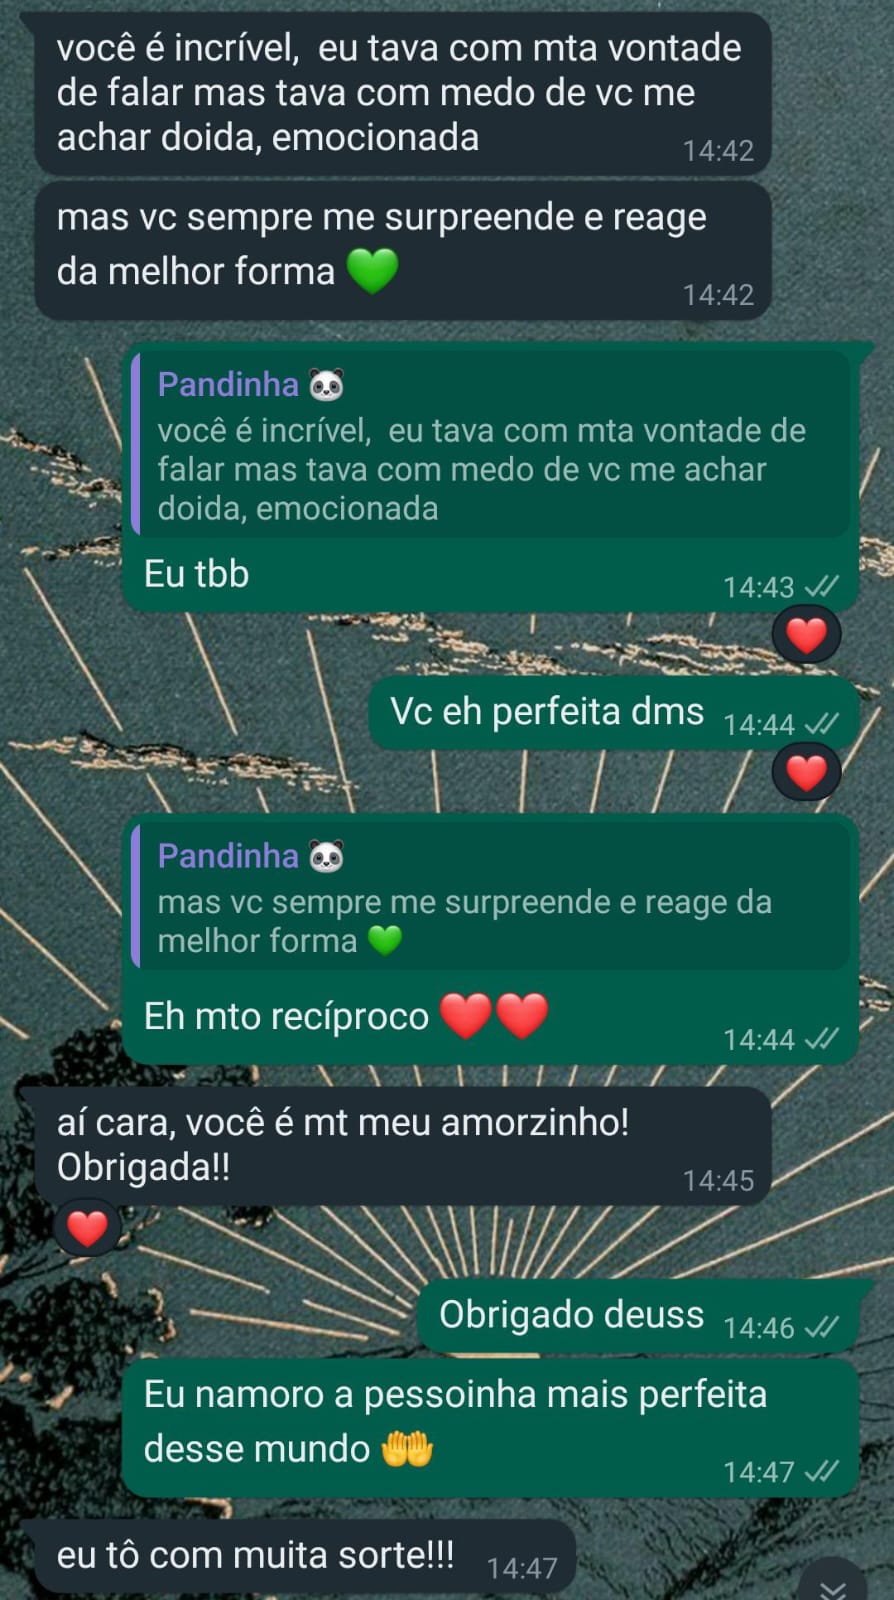 você é incrível,  eu tava com mta vontade
de falar mas tava com medo de vc me
achar doida, emocionada
14:42
mas vc sempre me surpreende e reage
da melhor forma 💚
14:42
Pandinha 🐼
você é incrível,  eu tava com mta vontade de
falar mas tava com medo de vc me achar
doida, emocionada
Eu tbb
14:43
❤️
Vc eh perfeita dms 14:44
❤️
Pandinha 🐼
mas vc sempre me surpreende e reage da
melhor forma 💚
Eh mto recíproco ❤️❤️
14:44
aí cara, você é mt meu amorzinho!
Obrigada!!
14:45
❤️
Obrigado deuss 14:46
Eu namoro a pessoinha mais perfeita
desse mundo 🤲
14:47
eu tô com muita sorte!!! 14:47